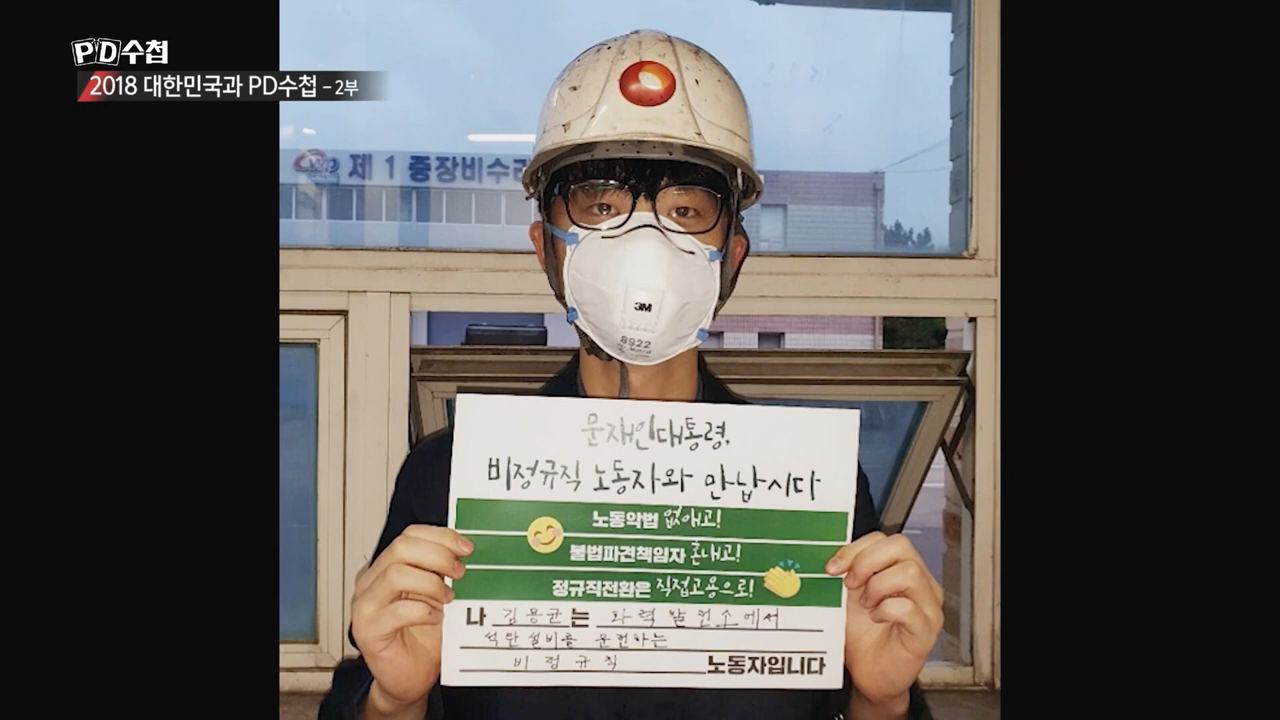 PD수첩
2018 대한민국과 PD수첩 – 2부
제 1 중장비수리
3M
8922
문재인대통령,
비정규직 노동자와 만납시다
노동악법 없애고!
불법파견책임자 혼내고!
정규직전환은 직접고용으로!
나 김용균는 화력발전소에서
석탄설비를 운전하는
비정규직 노동자입니다